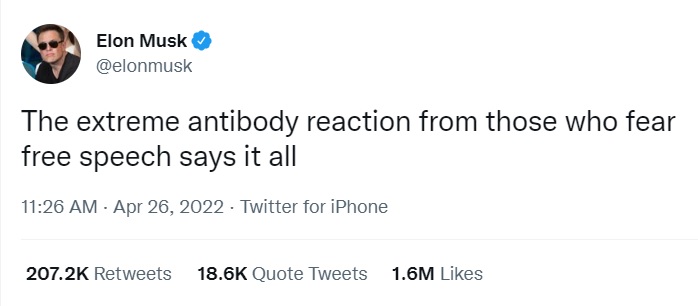 Elon Musk
@elonmusk
The extreme antibody reaction from those who fear
free speech says it all
11:26 AM · Apr 26, 2022 · Twitter for iPhone
207.2K Retweets 18.6K Quote Tweets 1.6M Likes